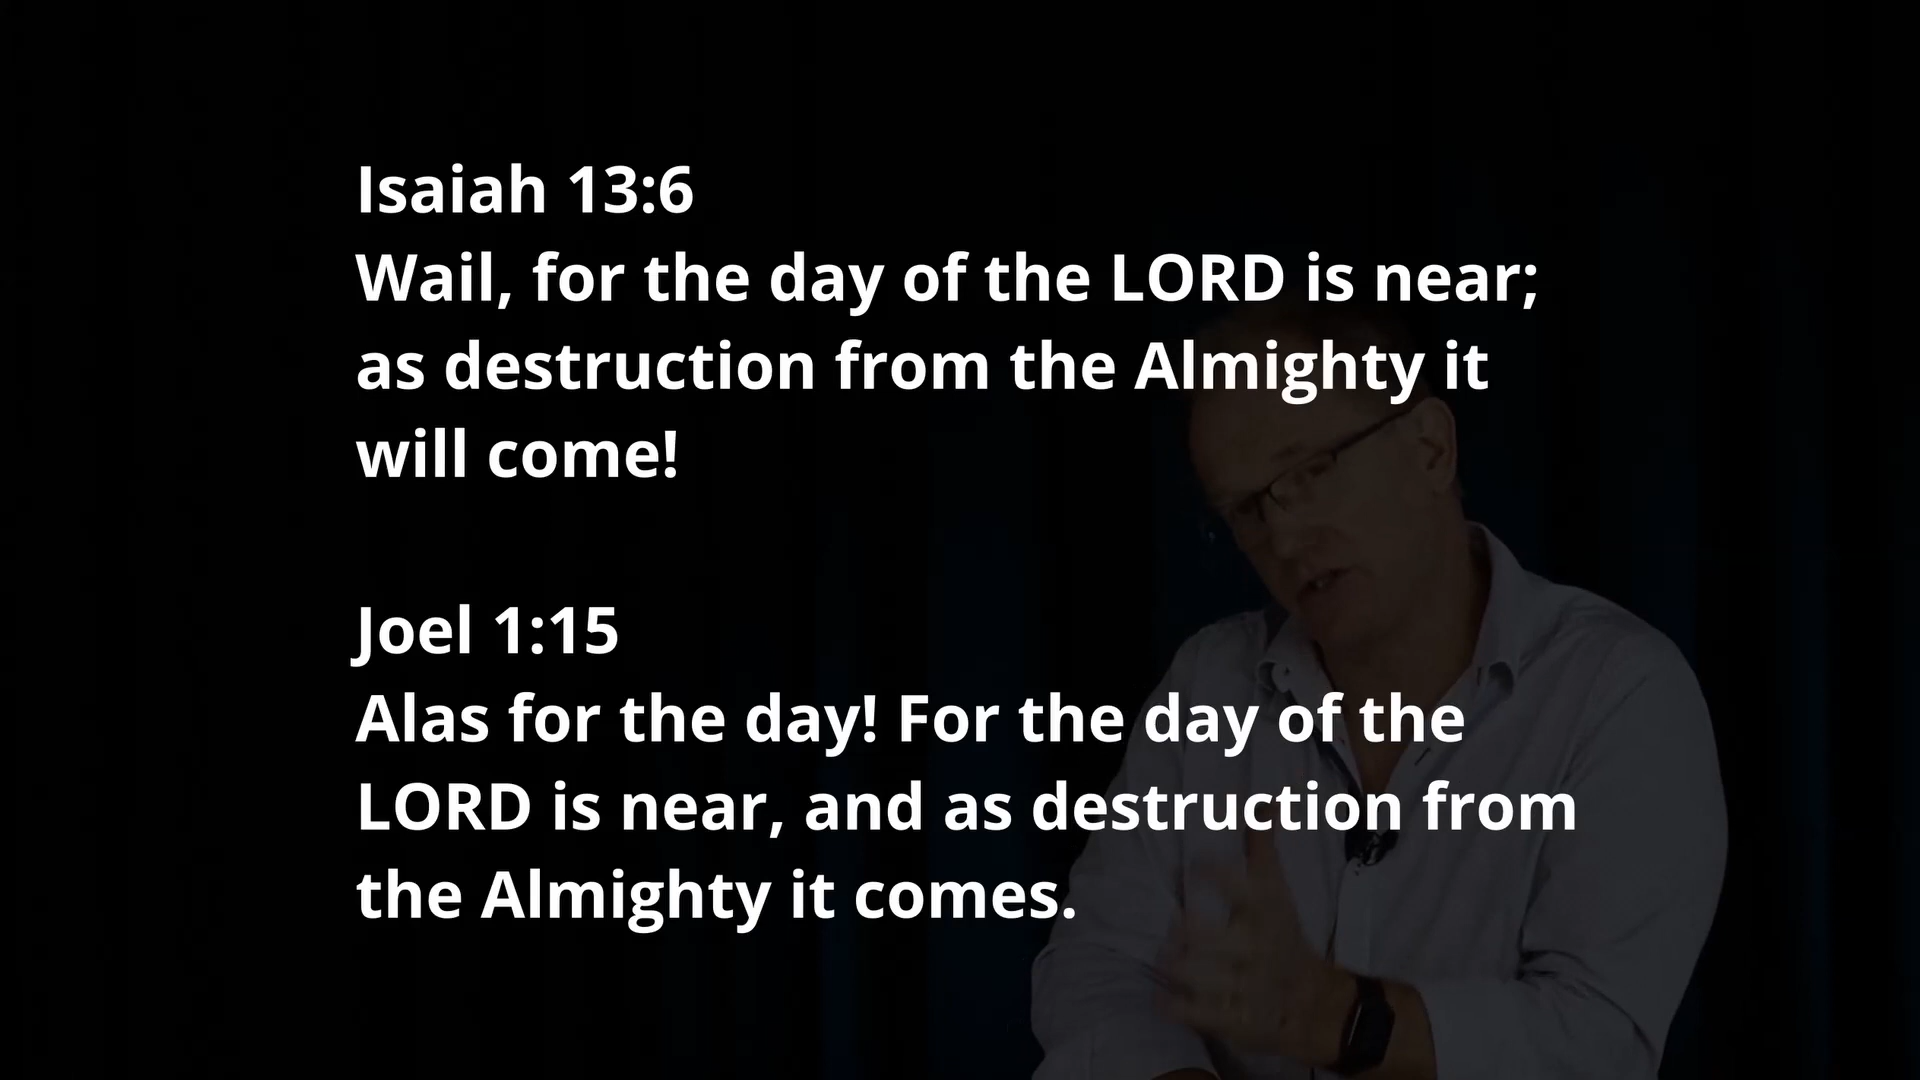 Isaiah 13:6
Wail, for the day of the LORD is near;
as destruction from the Almighty it
will come!
Joel 1:15
Alas for the day! For the day of the
LORD is near, and as destruction from
the Almighty it comes.